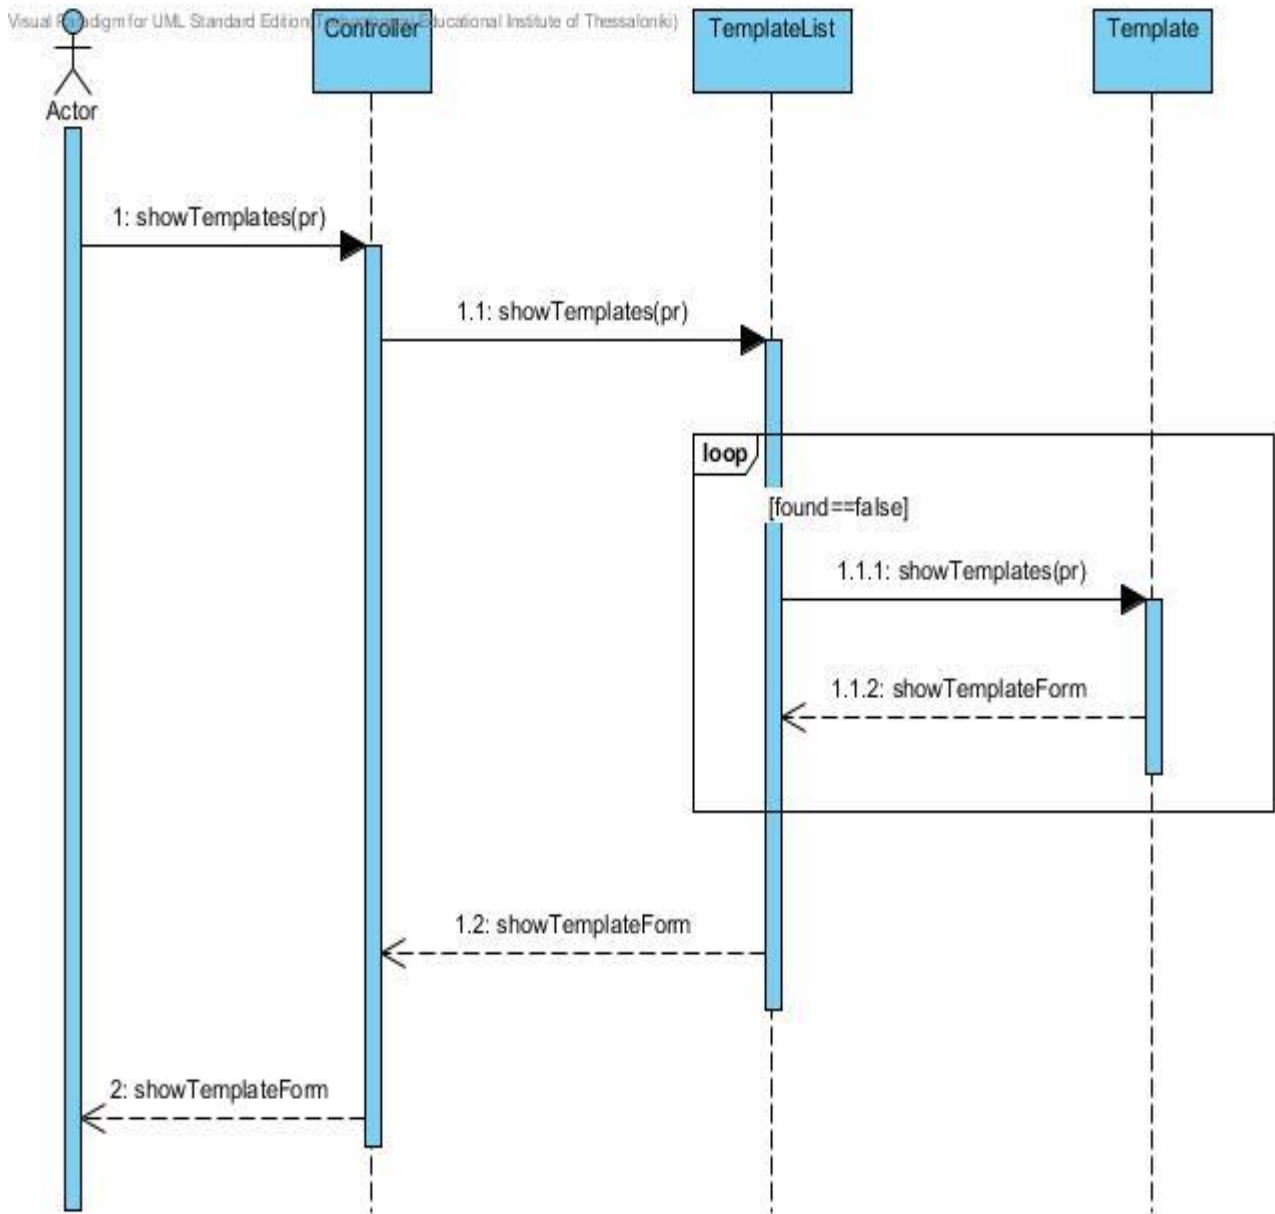 Visual Paradigm for UML Standard Edition( Educational Institute of Thessaloniki)
Controller
TemplateList
Template
Actor
1: showTemplates(pr)
1.1: showTemplates(pr)
loop
[found==false]
1.1.1: showTemplates(pr)
1.1.2: showTemplateForm
1.2: showTemplateForm
2: showTemplateForm